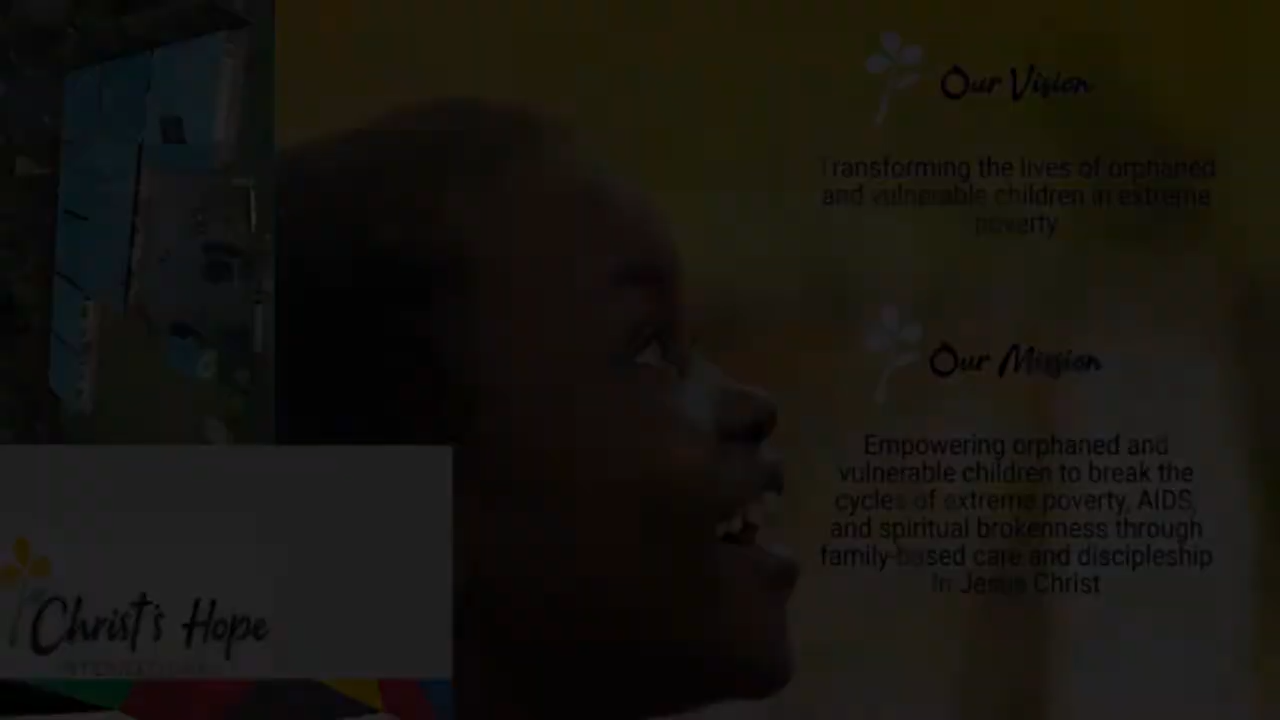 Our Vision
Transforming the lives of orphaned
and vulnerable children in extreme
poverty
Our Mission
Empowering orphaned and
vulnerable children to break the
cycles of extreme poverty, AIDS,
and spiritual brokenness through
family-based care and discipleship
in Jesus Christ
Christ's Hope
INTERNATIONAL